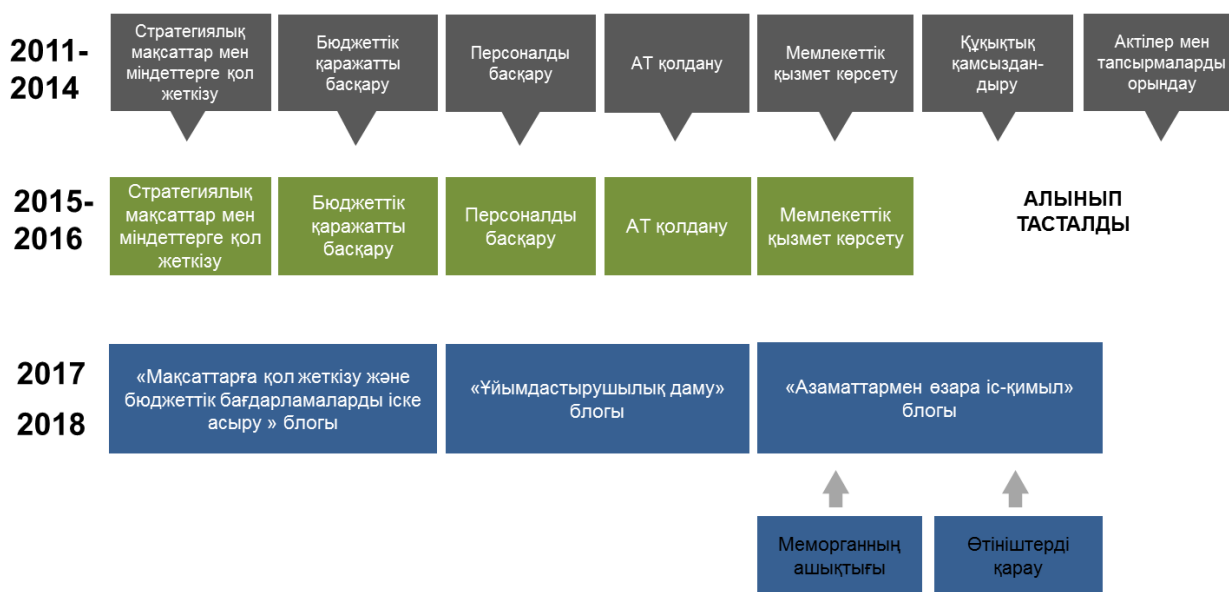 2011-
2014
Стратегиялық
мақсаттар мен
міндеттерге қол
жеткізу
Бюджеттік
қаражатты
басқару
Персоналды
басқару
АТ қолдану
Мемлекеттік
қызмет көрсету
Құқықтық
қамсыздан-
дыру
Актілер мен
тапсырмаларды
орындау
2015-
2016
Стратегиялық
мақсаттар мен
міндеттерге қол
жеткізу
Бюджеттік
қаражатты
басқару
Персоналды
басқару
АТ қолдану
Мемлекеттік
қызмет көрсету
АЛЫНЫП
ТАСТАЛДЫ
2017
2018
«Мақсаттарға қол жеткізу және
бюджеттік бағдарламаларды іске
асыру » блогы
«Ұйымдастырушылық даму»
блогы
«Азаматтармен өзара іс-қимыл»
блогы
Меморганның
ашықтығы
Өтініштерді
қарау